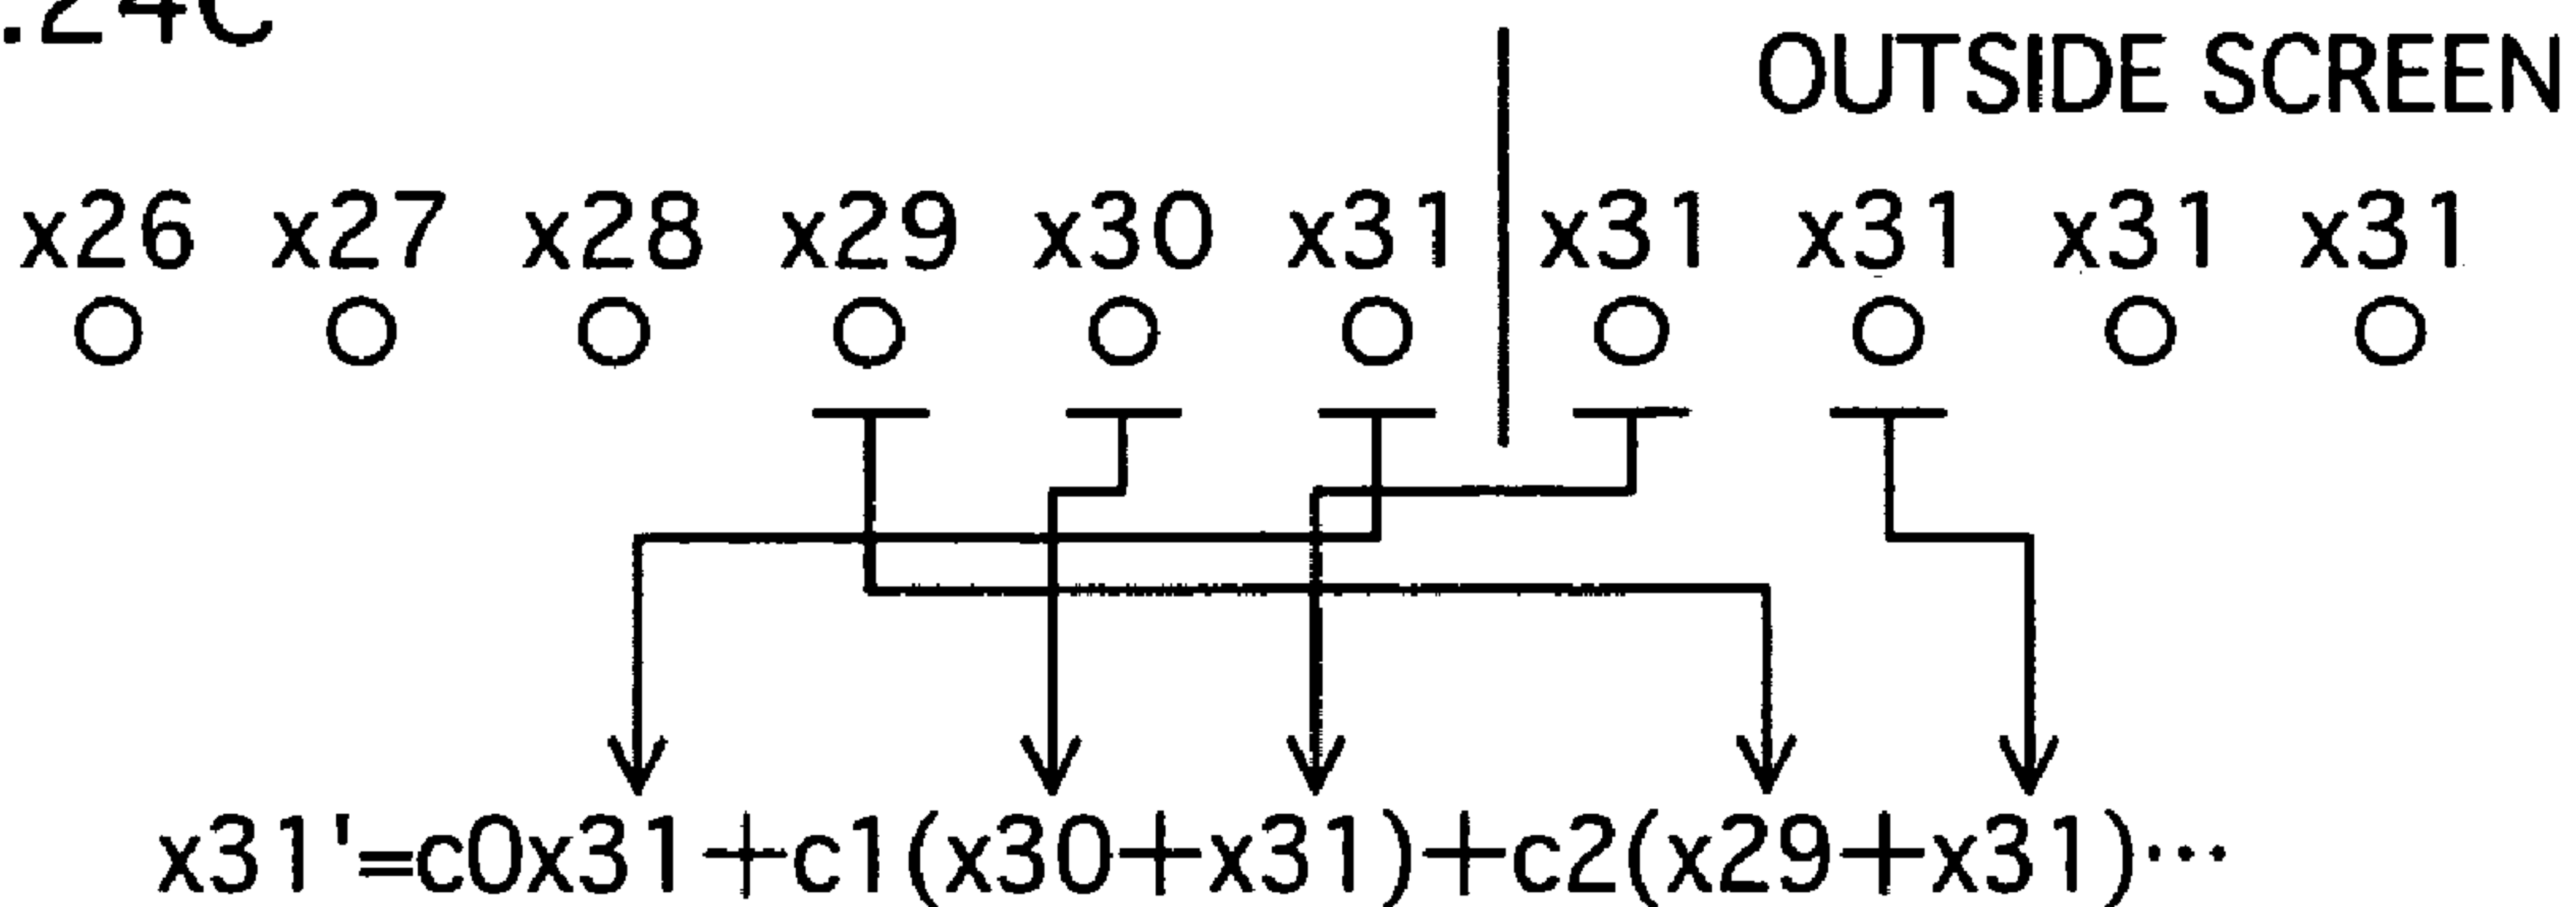 .24C
OUTSIDE SCREEN
x26 x27 x28 x29 x30 x31 x31 x31 x31 x31
x31'=c0x31+c1(x30+x31)+c2(x29+x31)···